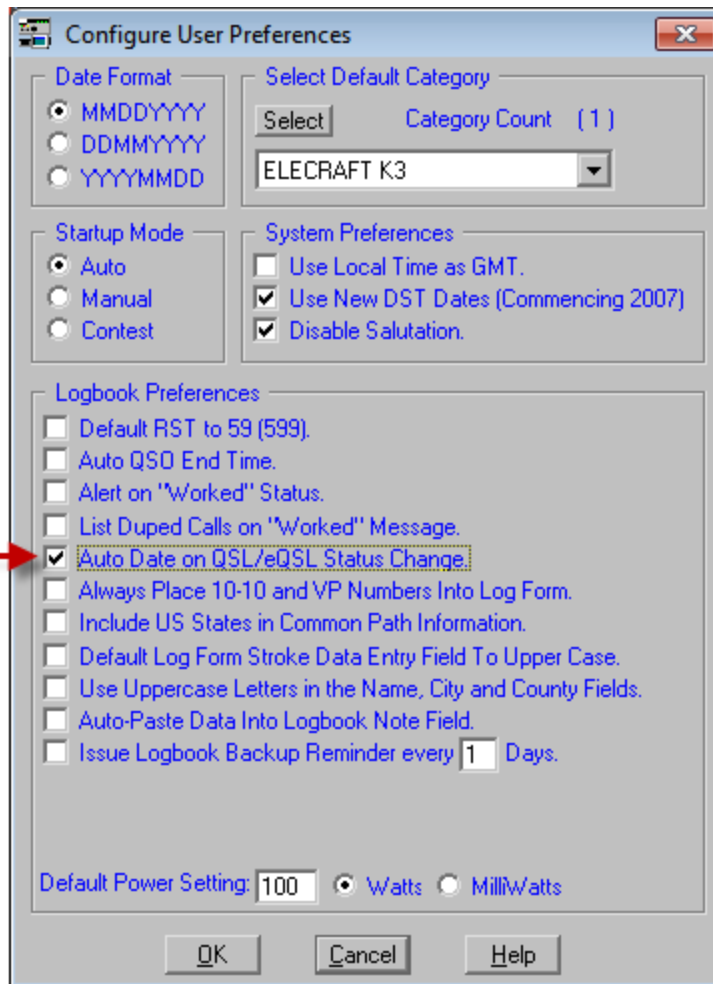 Configure User Preferences
Date Format
MMDDYYYY
DDMMYYYY
YYYYMMDD
Select Default Category
Select Category Count ( 1 )
ELECRAFT K3
Startup Mode
Auto
Manual
Contest
System Preferences
Use Local Time as GMT.
Use New DST Dates (Commencing 2007)
Disable Salutation.
Logbook Preferences
Default RST to 59 (599).
Auto QSO End Time.
Alert on "Worked" Status.
List Duped Calls on "Worked" Message.
Auto Date on QSL/eQSL Status Change.
Always Place 10-10 and VP Numbers Into Log Form.
Include US States in Common Path Information.
Default Log Form Stroke Data Entry Field To Upper Case.
Use Uppercase Letters in the Name, City and County Fields.
Auto-Paste Data Into Logbook Note Field.
Issue Logbook Backup Reminder every 1 Days.
Default Power Setting: 100 Watts MilliWatts
OK Cancel Help